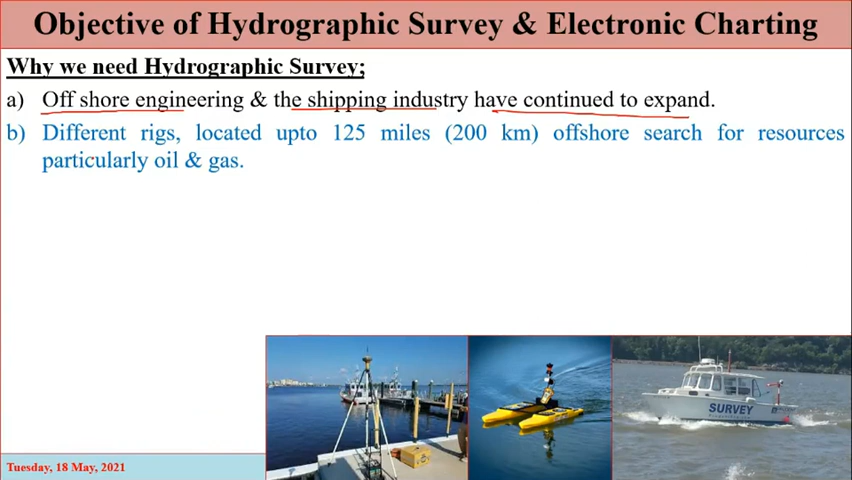 Objective of Hydrographic Survey & Electronic Charting
Why we need Hydrographic Survey;
a) Off shore engineering & the shipping industry have continued to expand.
b) Different rigs, located upto 125 miles (200 km) offshore search for resources
particularly oil & gas.
SURVEY
Tuesday, 18 May, 2021